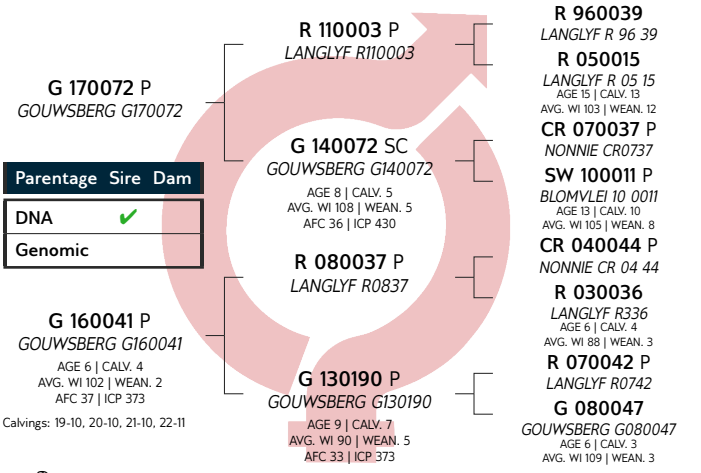 G 170072 P
GOUWSBERG G170072
Parentage Sire Dam
DNA ✔
Genomic
G 160041 P
GOUWSBERG G160041
AGE 6 | CALV. 4
AVG. WI 102 | WEAN. 2
AFC 37 | ICP 373
Calvings: 19-10, 20-10, 21-10, 22-11
R 110003 P
LANGLYF R110003
G 140072 SC
GOUWSBERG G140072
AGE 8 | CALV. 5
AVG. WI 108 | WEAN. 5
AFC 36 | ICP 430
R 080037 P
LANGLYF R0837
G 130190 P
GOUWSBERG G130190
AGE 9 | CALV. 7
AVG. WI 90 | WEAN. 5
AFC 33 | ICP 373
R 960039
LANGLYF R 96 39
R 050015
LANGLYF R 05 15
AGE 15 | CALV. 13
AVG. WI 103 | WEAN. 12
CR 070037 P
NONNIE CR0737
SW 100011 P
BLOMVLEI 10 0011
AGE 13 | CALV. 10
AVG. WI 105 | WEAN. 8
CR 040044 P
NONNIE CR 04 44
R 030036
LANGLYF R336
AGE 6 | CALV. 4
AVG. WI 88 | WEAN. 3
R 070042 P
LANGLYF R0742
G 080047
GOUWSBERG G080047
AGE 6 | CALV. 3
AVG. WI 109 | WEAN. 3